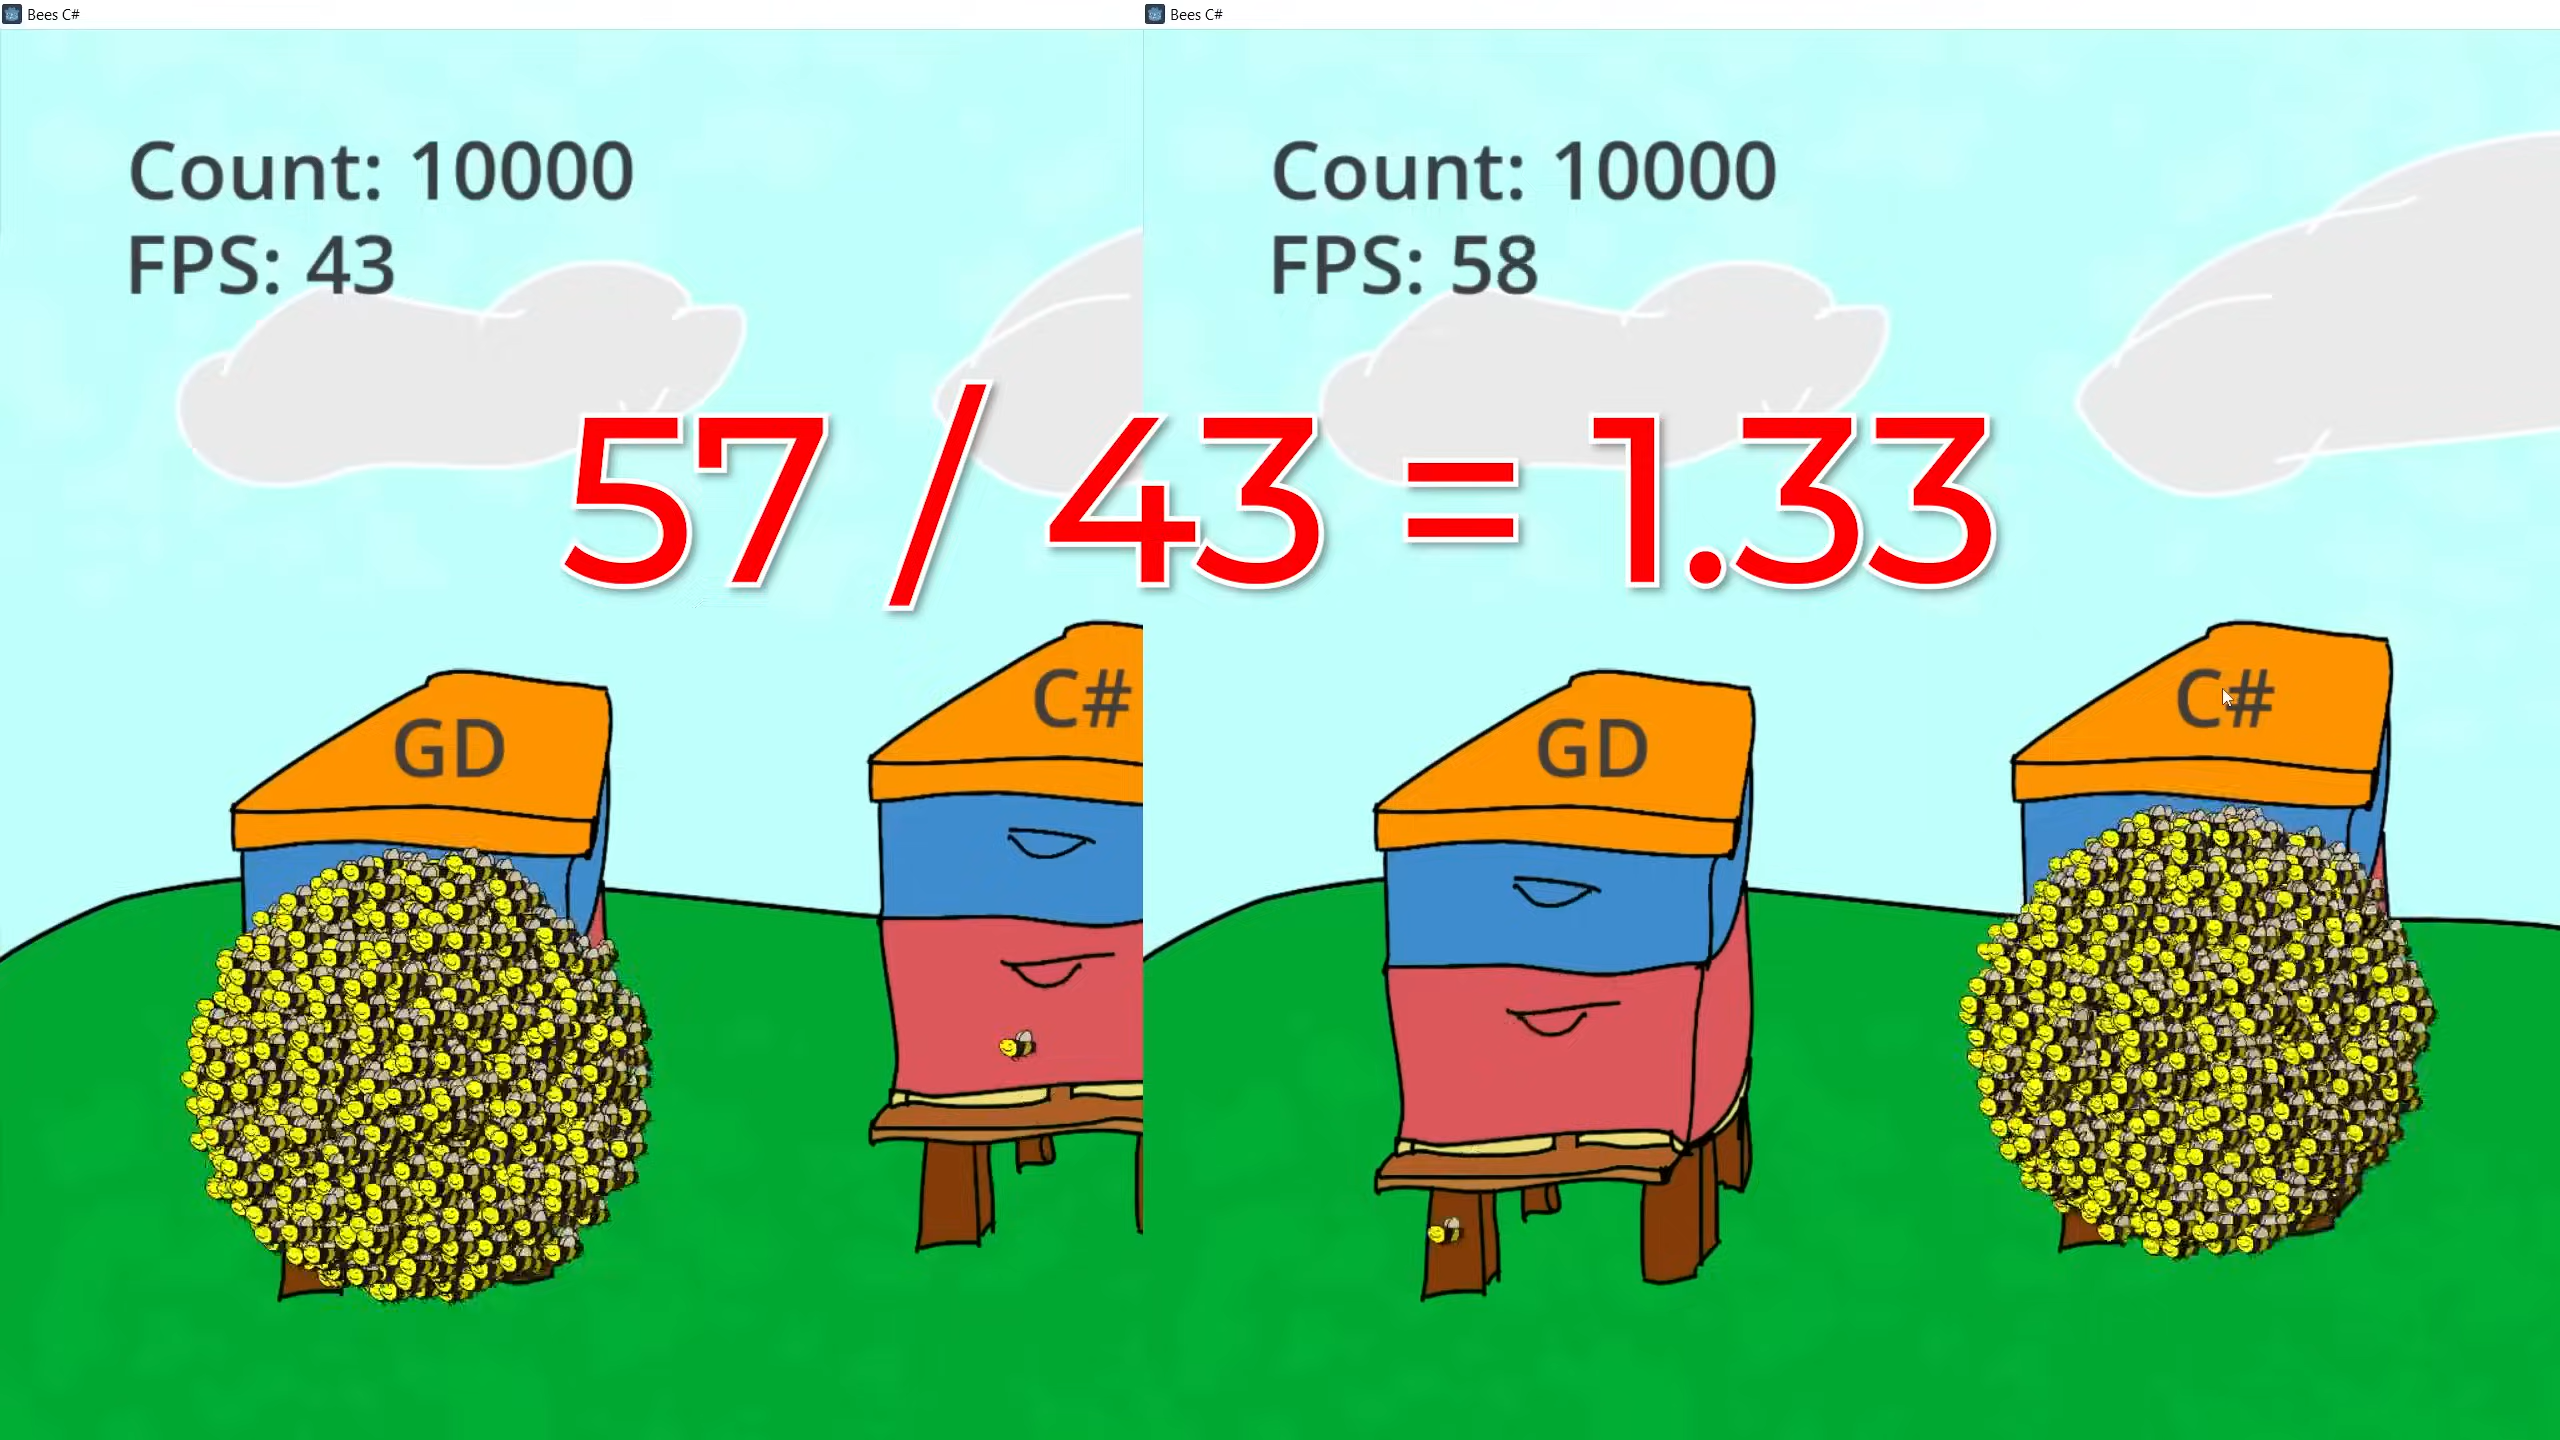 Bees C#
Bees C#
Count: 10000
FPS: 43
Count: 10000
FPS: 58
57 / 43 = 1.33
GD
C#
GD
C#